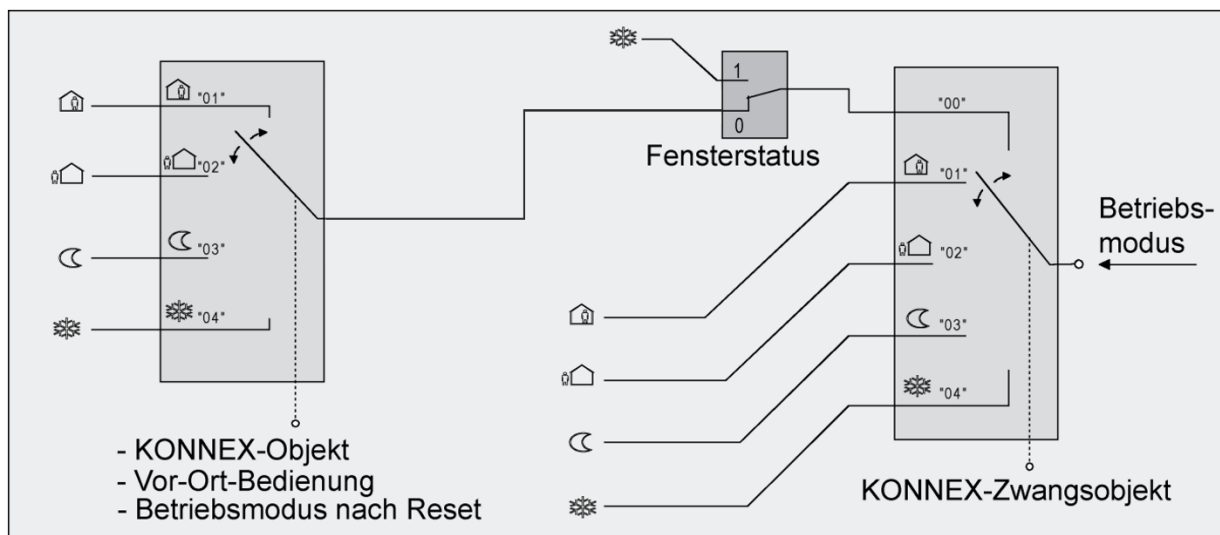 "01"
"02"
"03"
"04"
- KONNEX-Objekt
- Vor-Ort-Bedienung
- Betriebsmodus nach Reset
1
0
Fensterstatus
"00"
"01"
"02"
"03"
"04"
KONNEX-Zwangsobjekt
Betriebs-
modus